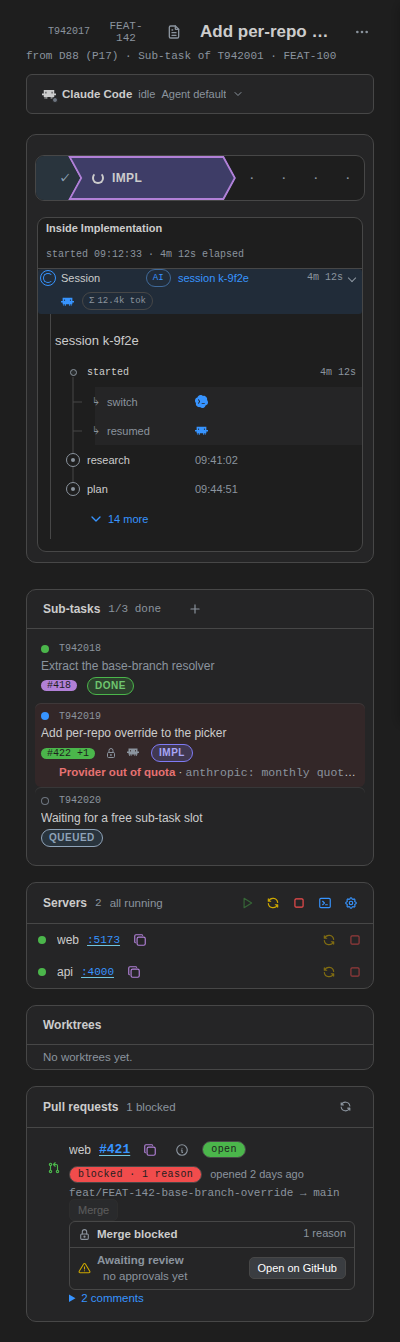 T942017 FEAT-142 Add per-repo … ···
from D88 (P17) · Sub-task of T942001 · FEAT-100
Claude Code idle Agent default
✓ IMPL · · · ·
Inside Implementation
started 09:12:33 · 4m 12s elapsed
Session AI session k-9f2e 4m 12s
Σ 12.4k tok
session k-9f2e
started 4m 12s
↳ switch
↳ resumed
research 09:41:02
plan 09:44:51
14 more
Sub-tasks 1/3 done +
T942018
Extract the base-branch resolver
#418 DONE
T942019
Add per-repo override to the picker
#422 +1 IMPL
Provider out of quota · anthropic: monthly quot…
T942020
Waiting for a free sub-task slot
QUEUED
Servers 2 all running
web :5173
api :4000
Worktrees
No worktrees yet.
Pull requests 1 blocked
web #421 open
blocked · 1 reason opened 2 days ago
feat/FEAT-142-base-branch-override → main
Merge
Merge blocked 1 reason
Awaiting review
no approvals yet
Open on GitHub
▶ 2 comments